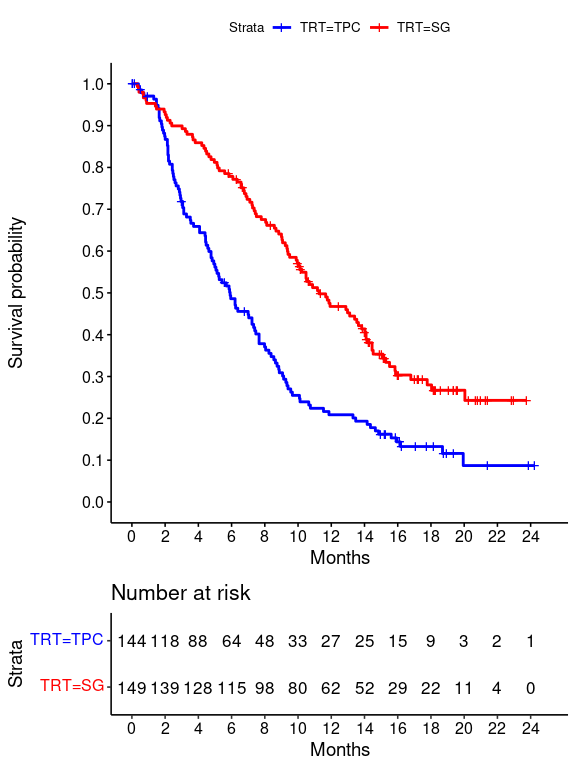 Strata TRT=TPC TRT=SG
Survival probability
1.0
0.9
0.8
0.7
0.6
0.5
0.4
0.3
0.2
0.1
0.0
0 2 4 6 8 10 12 14 16 18 20 22 24
Months
Number at risk
Strata
TRT=TPC 144 118 88 64 48 33 27 25 15 9 3 2 1
TRT=SG 149 139 128 115 98 80 62 52 29 22 11 4 0
0 2 4 6 8 10 12 14 16 18 20 22 24
Months